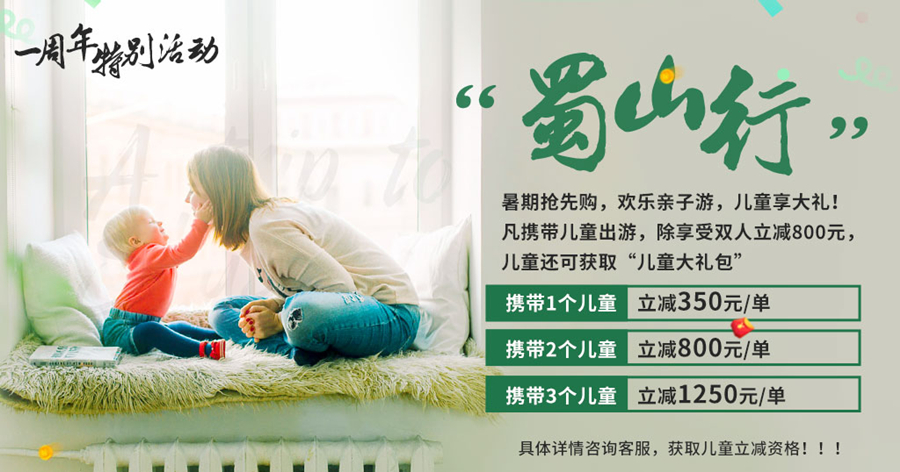 一周年特别活动
A trip to
“蜀山行”
暑期抢先购，欢乐亲子游，儿童享大礼！
凡携带儿童出游，除享受双人立减800元，
儿童还可获取“儿童大礼包”
携带1个儿童 立减350元/单
携带2个儿童 立减800元/单
携带3个儿童 立减1250元/单
具体详情咨询客服，获取儿童立减资格！！！